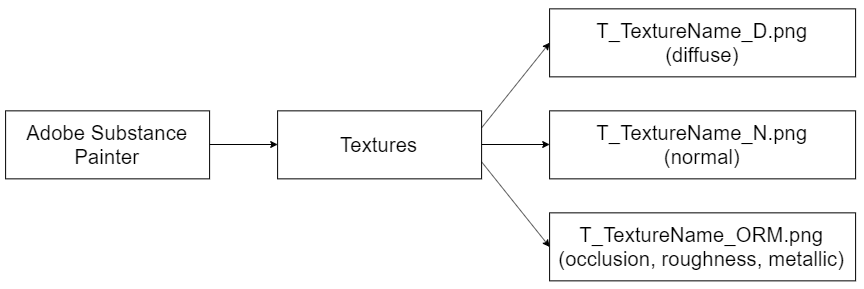 Adobe Substance
Painter
Textures
T_TextureName_D.png
(diffuse)
T_TextureName_N.png
(normal)
T_TextureName_ORM.png
(occlusion, roughness, metallic)